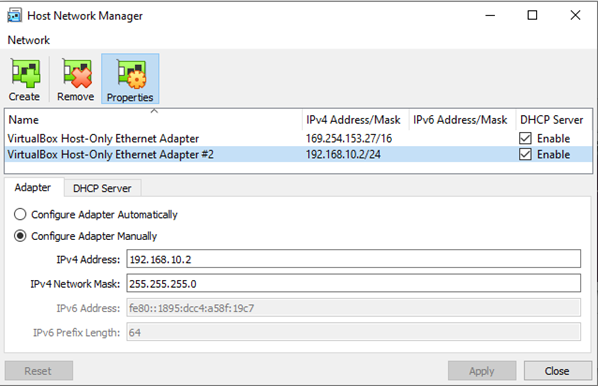 Host Network Manager
Network
Create Remove Properties
Name IPv4 Address/Mask IPv6 Address/Mask DHCP Server
VirtualBox Host-Only Ethernet Adapter 169.254.153.27/16 Enable
VirtualBox Host-Only Ethernet Adapter #2 192.168.10.2/24 Enable
Adapter DHCP Server
Configure Adapter Automatically
Configure Adapter Manually
IPv4 Address: 192.168.10.2
IPv4 Network Mask: 255.255.255.0
IPv6 Address: fe80::1895:dcc4:a58f:19c7
IPv6 Prefix Length: 64
Reset Apply Close